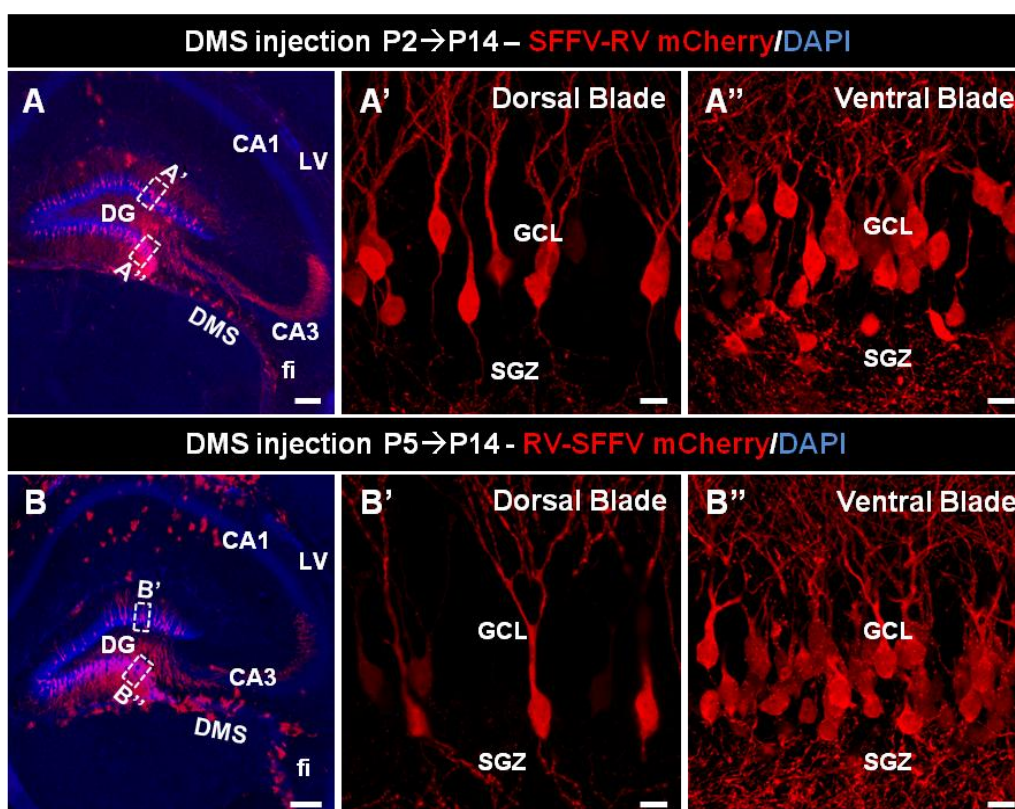 DMS injection P2→P14 – SFFV-RV mCherry/DAPI
A
CA1
LV
A'
DG
A''
DMS
CA3
fi
A' Dorsal Blade
GCL
SGZ
A'' Ventral Blade
GCL
SGZ
DMS injection P5→P14 - RV-SFFV mCherry/DAPI
B
CA1
LV
B'
DG
B''
CA3
DMS
fi
B' Dorsal Blade
GCL
SGZ
B'' Ventral Blade
GCL
SGZ